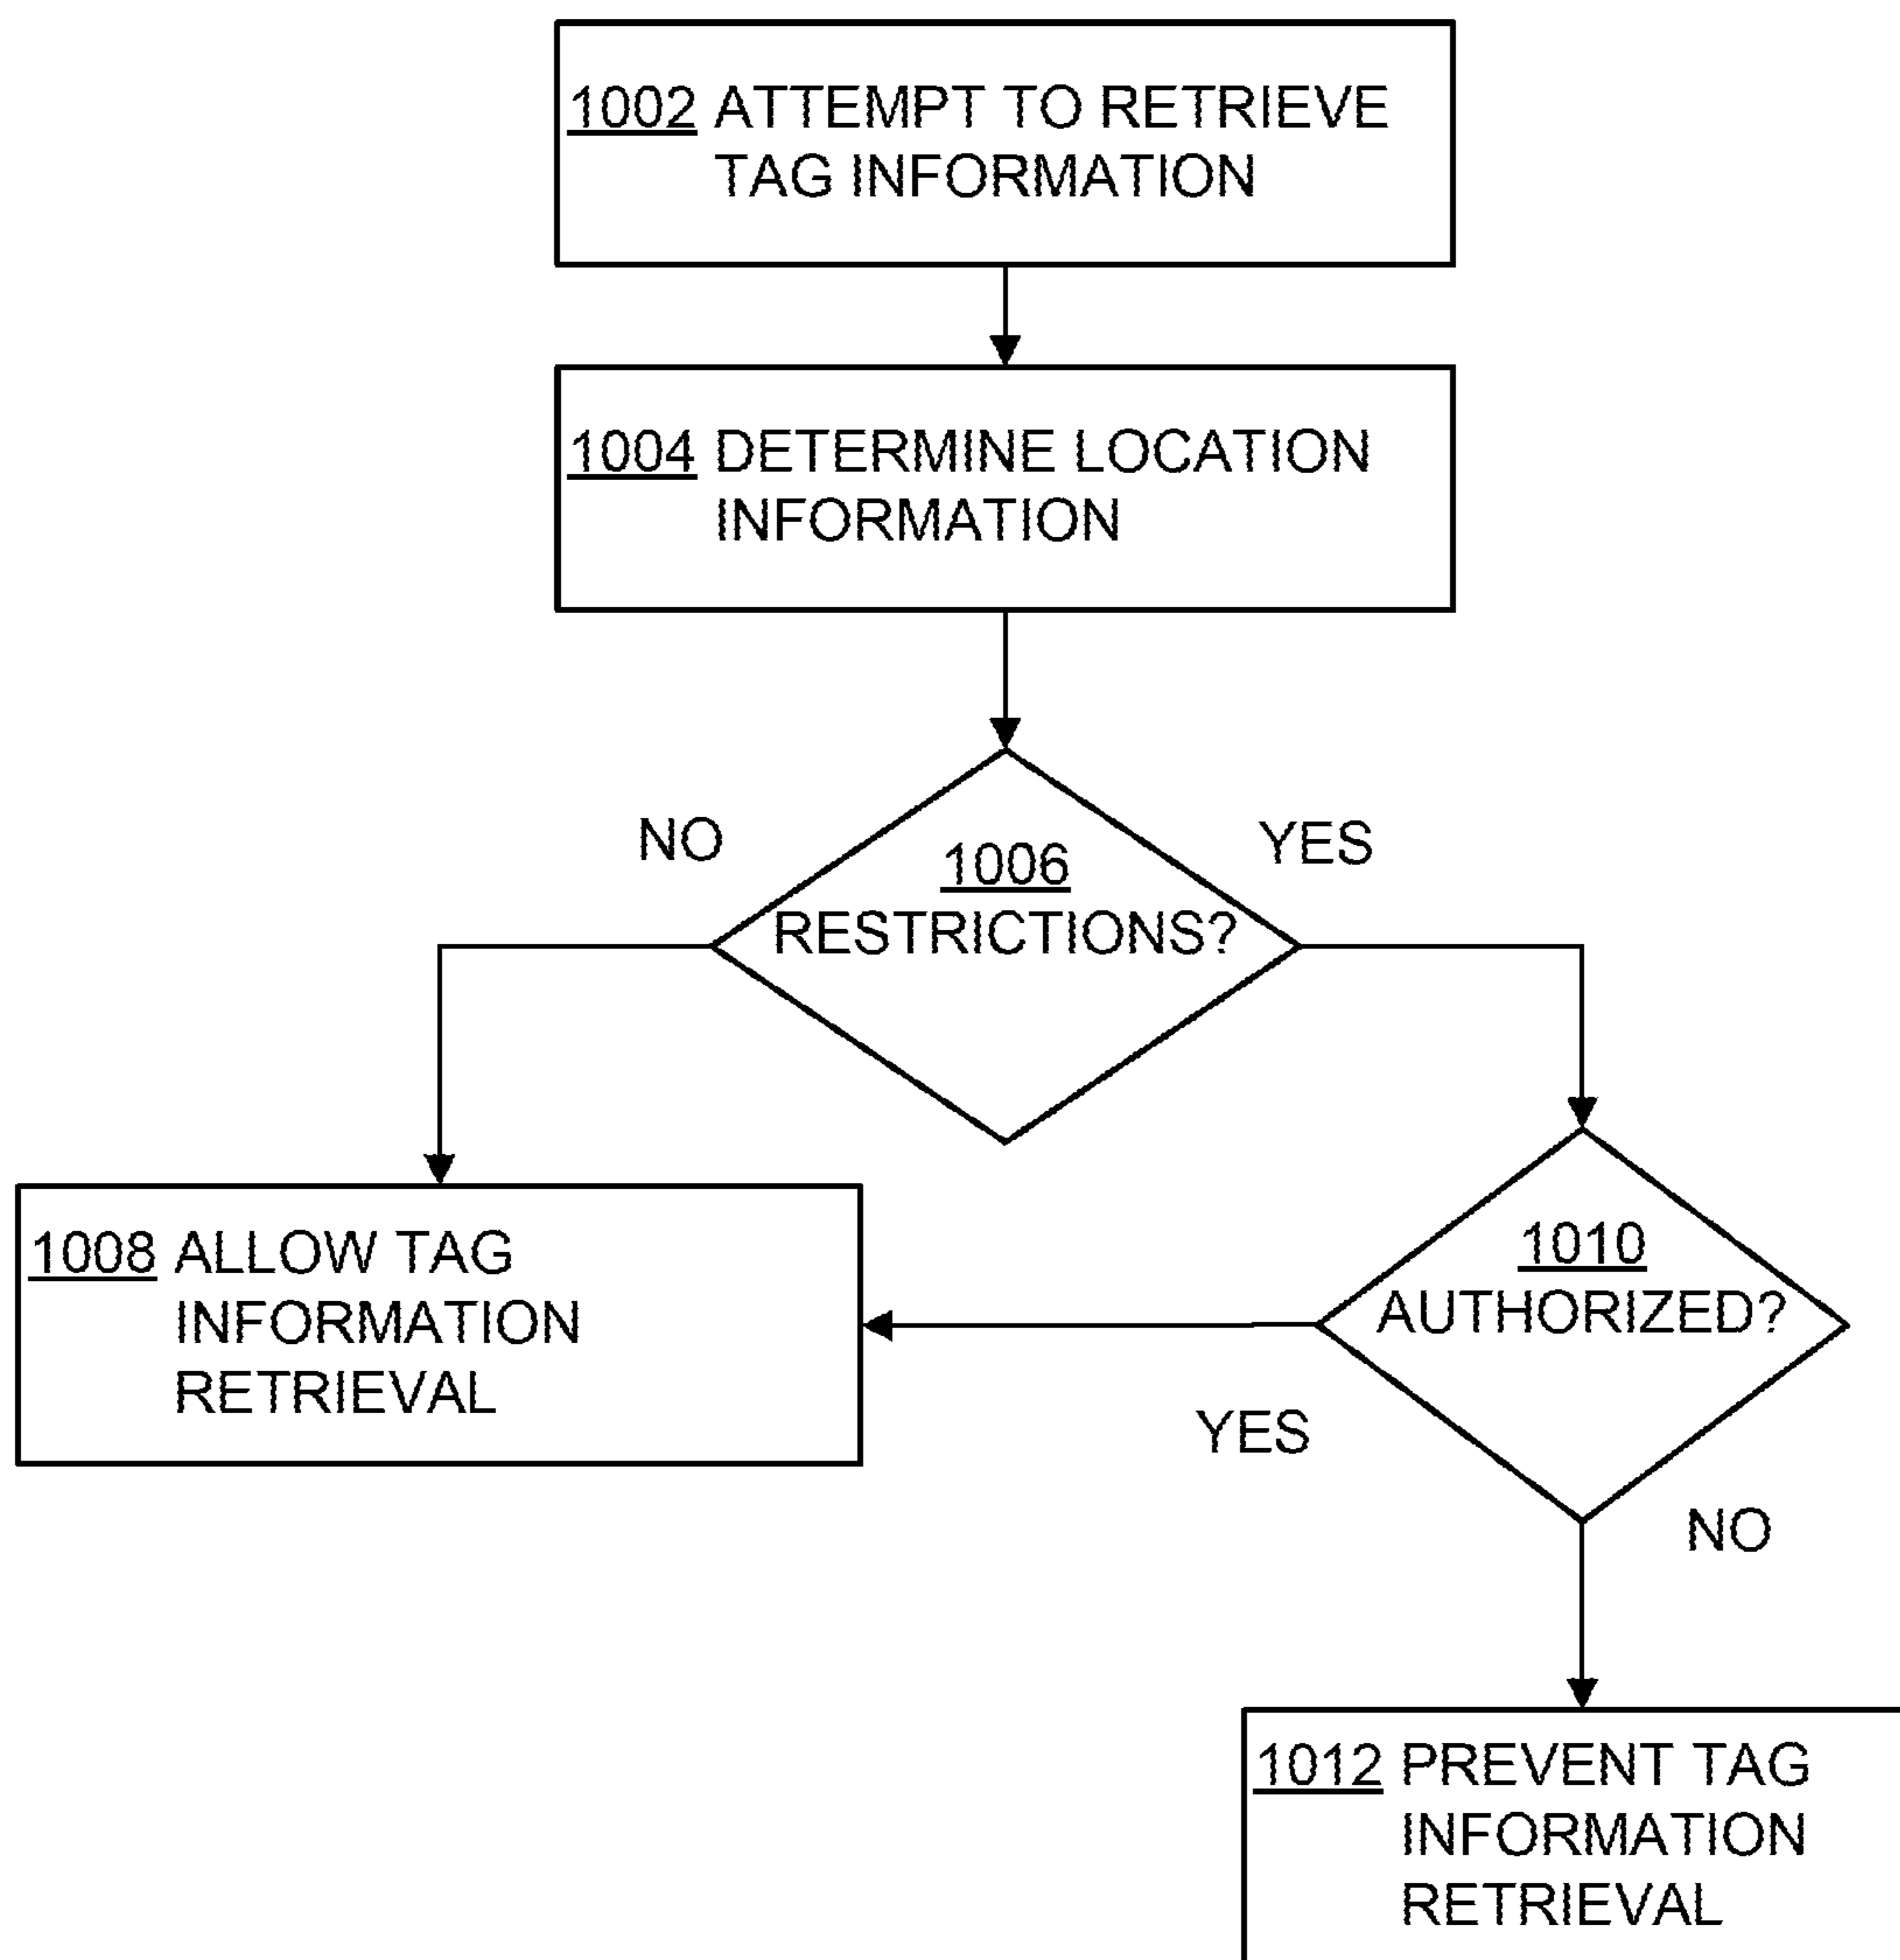 1002 ATTEMPT TO RETRIEVE
TAG INFORMATION
1004 DETERMINE LOCATION
INFORMATION
NO
YES
1006
RESTRICTIONS?
1008 ALLOW TAG
INFORMATION
RETRIEVAL
1010
AUTHORIZED?
YES
NO
1012 PREVENT TAG
INFORMATION
RETRIEVAL